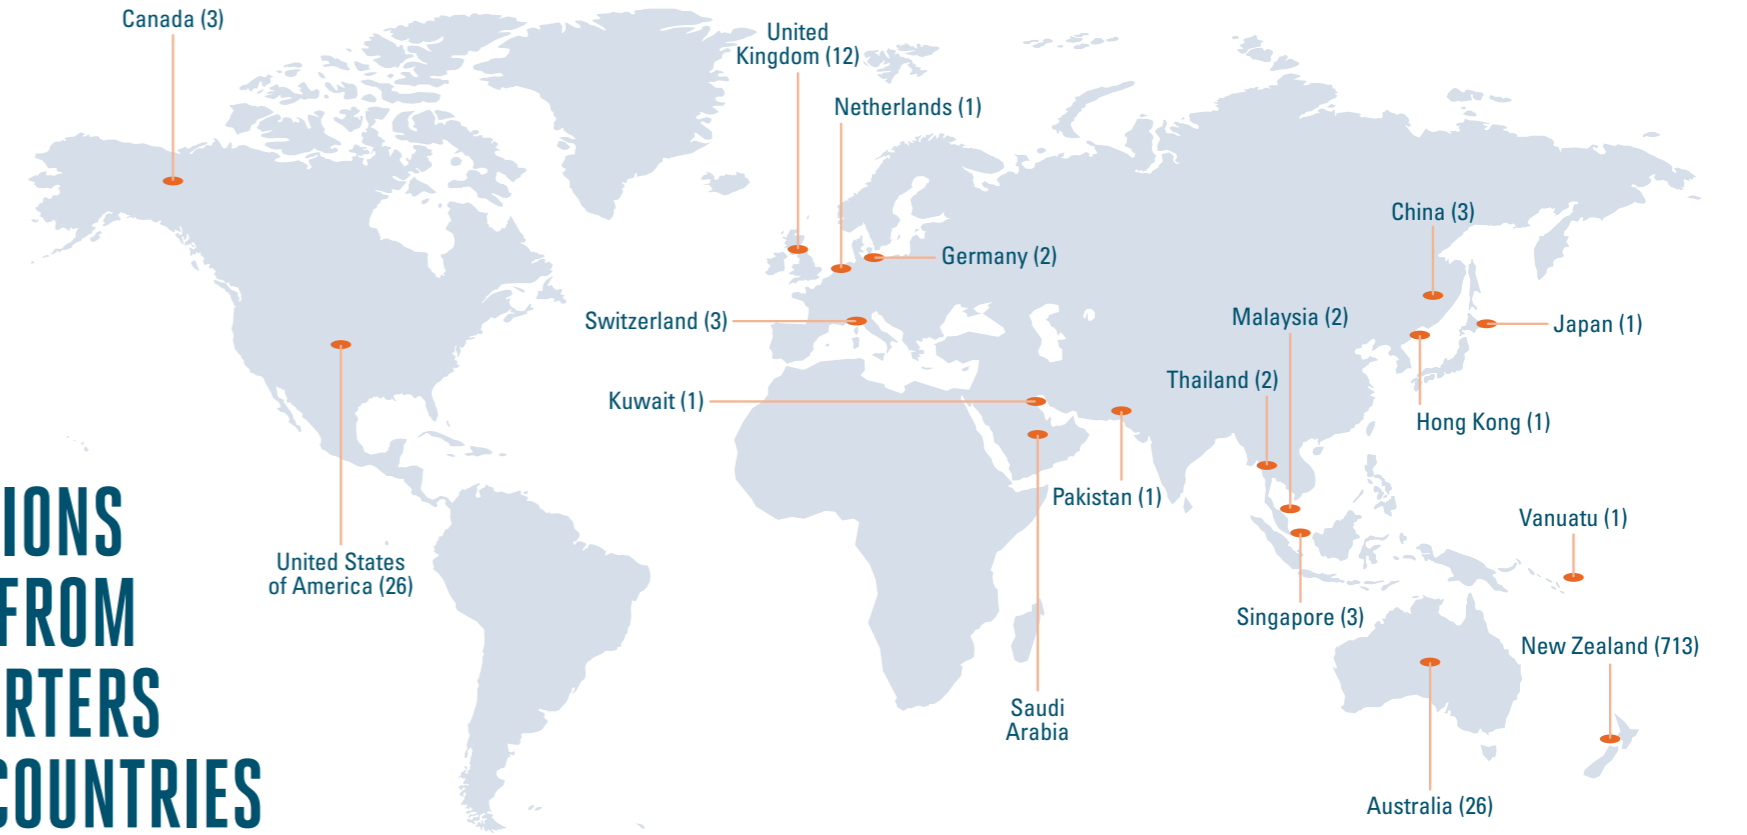 Canada (3)
United
Kingdom (12)
Netherlands (1)
China (3)
Germany (2)
Switzerland (3)
Malaysia (2)
Japan (1)
Thailand (2)
Kuwait (1)
Hong Kong (1)
Pakistan (1)
Vanuatu (1)
United States
of America (26)
Singapore (3)
New Zealand (713)
Saudi
Arabia
Australia (26)
IONS
FROM
RTERS
COUNTRIES